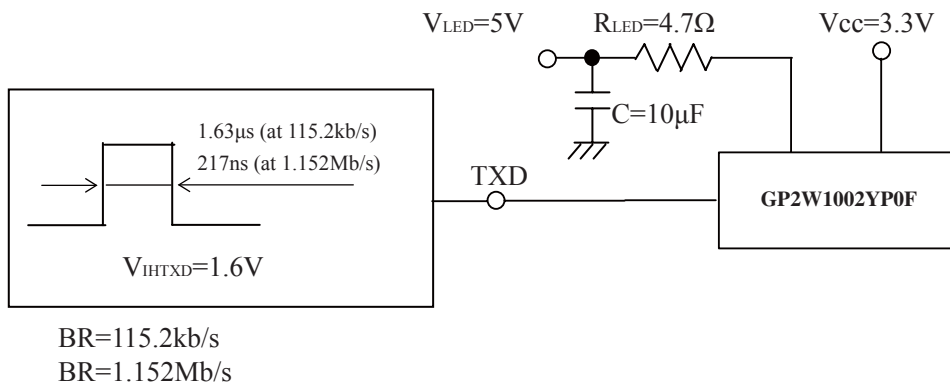 VLED=5V
RLED=4.7Ω
Vcc=3.3V
C=10μF
1.63μs (at 115.2kb/s)
217ns (at 1.152Mb/s)
TXD
GP2W1002YP0F
VIHTXD=1.6V
BR=115.2kb/s
BR=1.152Mb/s